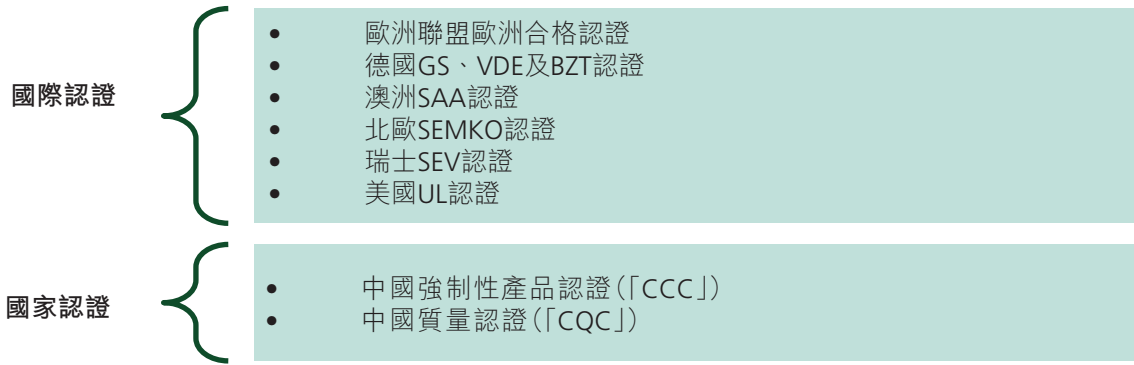 國際認證
• 歐洲聯盟歐洲合格認證
• 德國GS、VDE及BZT認證
• 澳洲SAA認證
• 北歐SEMKO認證
• 瑞士SEV認證
• 美國UL認證
國家認證
• 中國強制性產品認證(「CCC」)
• 中國質量認證(「CQC」)